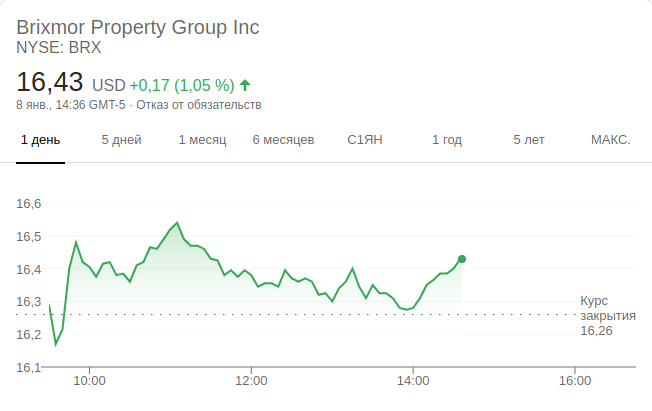 Brixmor Property Group Inc
NYSE: BRX
16,43 USD +0,17 (1,05 %)
8 янв., 14:36 GMT-5 · Отказ от обязательств
1 день 5 дней 1 месяц 6 месяцев С1ЯН 1 год 5 лет МАКС.
16,6
16,5
16,4
16,3
16,2
16,1
Курс
закрытия
16,26
10:00 12:00 14:00 16:00